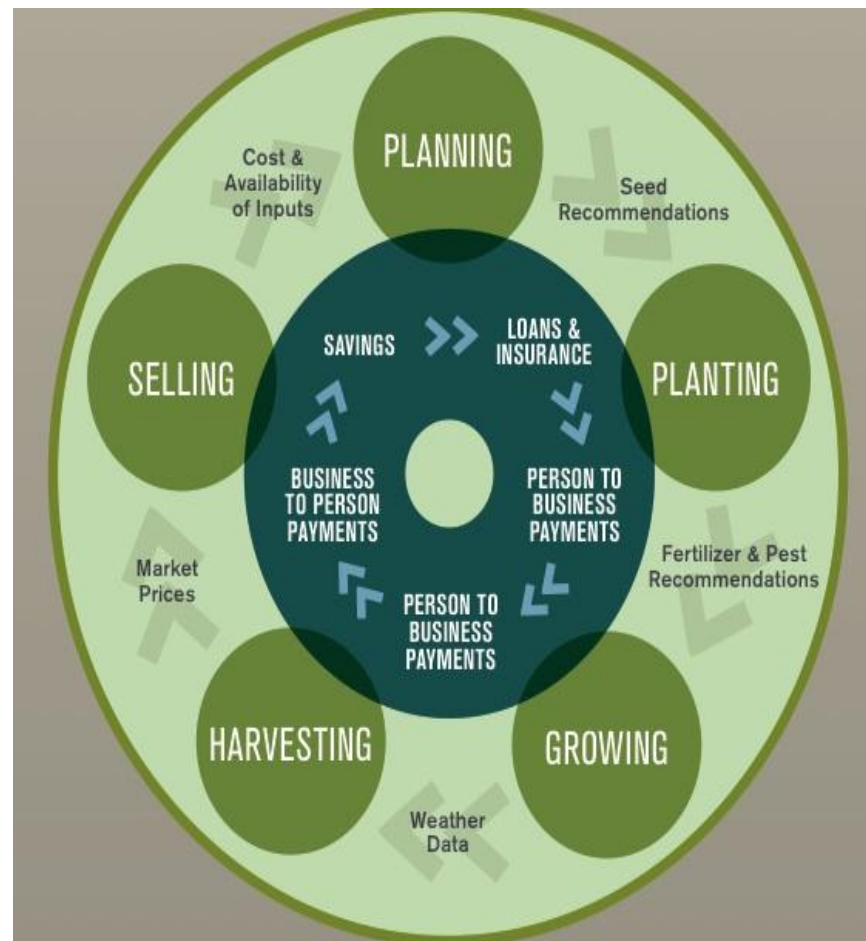 PLANNING
Cost &
Availability
of Inputs
Seed
Recommendations
SELLING
PLANTING
SAVINGS
LOANS &
INSURANCE
BUSINESS
TO PERSON
PAYMENTS
PERSON TO
BUSINESS
PAYMENTS
Market
Prices
Fertilizer & Pest
Recommendations
PERSON TO
BUSINESS
PAYMENTS
HARVESTING
GROWING
Weather
Data